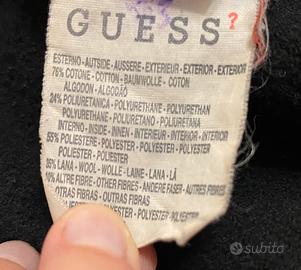 GUESS?
ESTERNO-AUTSIDE-AUSSERE-EXTERIEUR-EXTERIOR-EXTERIOR
76% COTONE-COTTON-BAUMWOLLE-COTON
ALGODON-ALGODÃO
24% POLIURETANICA-POLYURETHANE-POLYURETHAN
POLYURETHANE-POLIURETANO-POLIURETANA
INTERNO-INSIDE-INNEN-INTERIEUR-INTERIOR-INTERIOR
55% POLIESTERE-POLYESTER-POLYESTER-POLYESTER
POLIESTER-POLIESTER
35% LANA-WOOL-WOLLE-LAINE-LANA-LÃ
10% ALTRE FIBRE-OTHER FIBRES-ANDERE FASER-AUTRES FIBRES
OTRAS FIBRAS-OUTRAS FIBRAS
subito